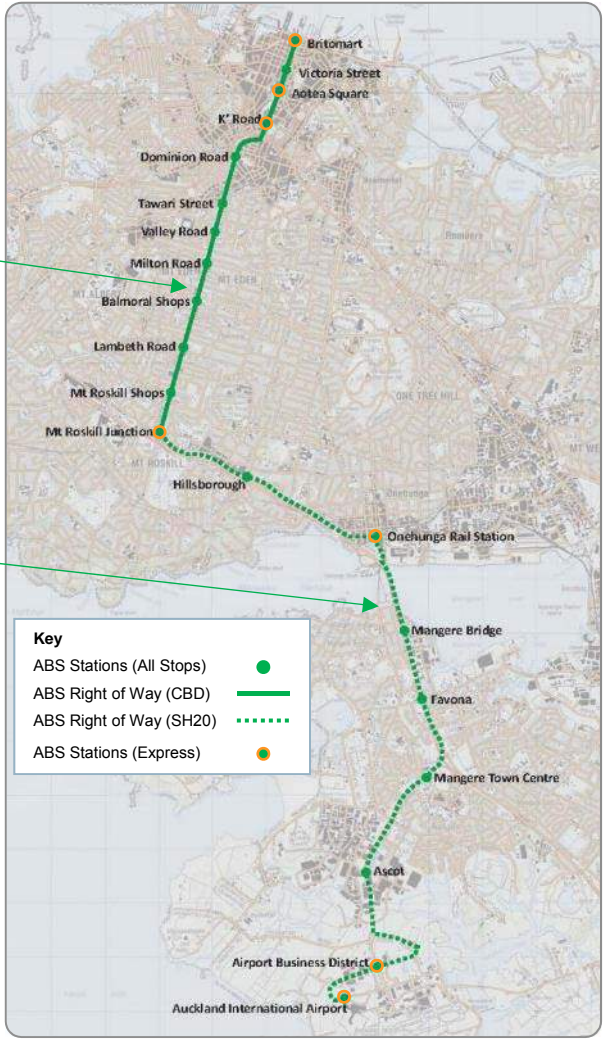 Britomart
Victoria Street
Aotea Square
K' Road
Dominion Road
Tawari Street
Valley Road
Milton Road
MT EDEN
MT ALBERT
Balmoral Shops
Lambeth Road
Mt Roskill Shops
ONE TREE HILL
Mt Roskill Junction
MT ROSKILL
Hillsborough
Onehunga
Onehunga Rail Station
Key
ABS Stations (All Stops)
ABS Right of Way (CBD)
ABS Right of Way (SH20)
ABS Stations (Express)
Mangere Bridge
Favona
Mangere Town Centre
Ascot
Airport Business District
Auckland International Airport